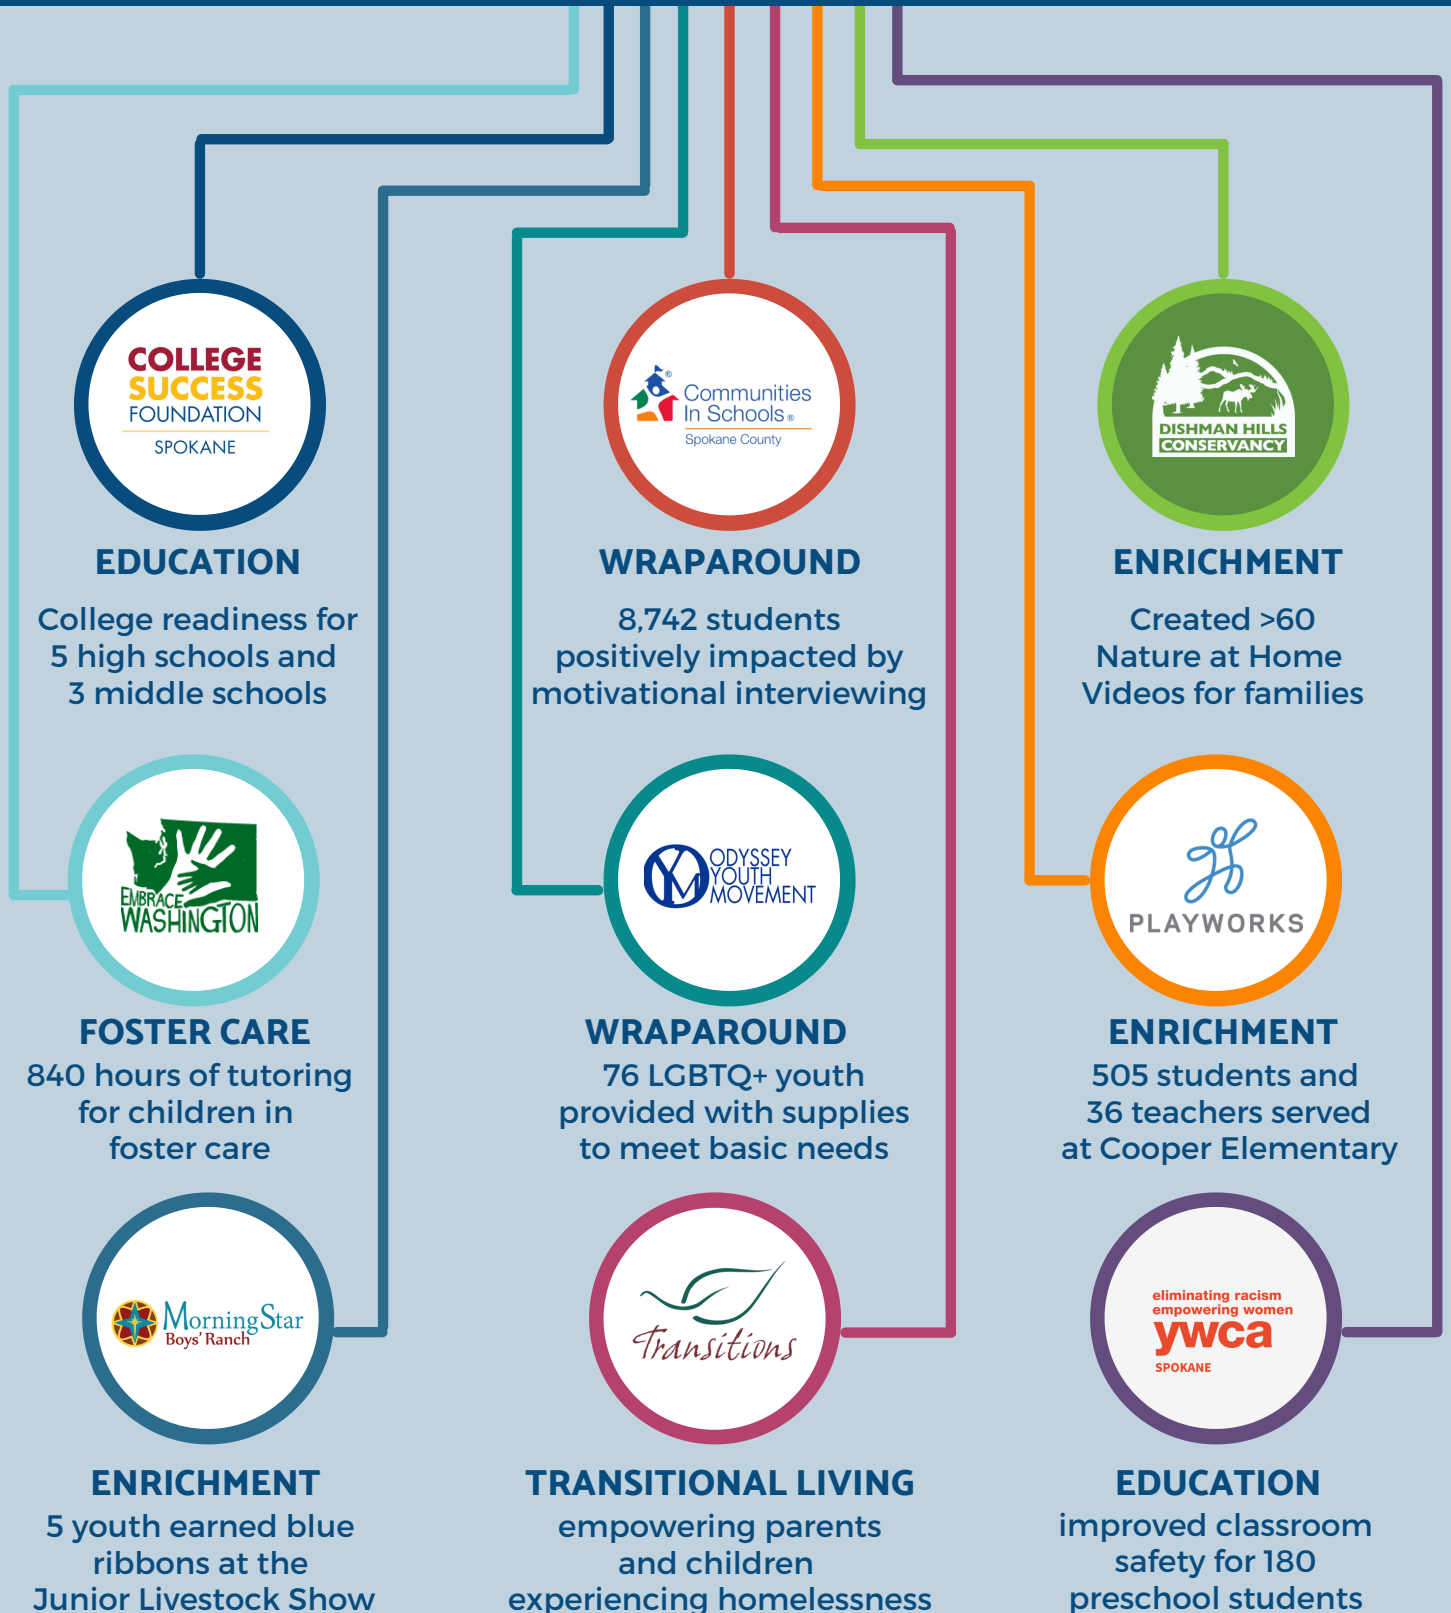 COLLEGE
SUCCESS
FOUNDATION
SPOKANE
EDUCATION
College readiness for
5 high schools and
3 middle schools
Communities
In Schools®
Spokane County
WRAPAROUND
8,742 students
positively impacted by
motivational interviewing
DISHMAN HILLS
CONSERVANCY
ENRICHMENT
Created >60
Nature at Home
Videos for families
EMBRACE
WASHINGTON
FOSTER CARE
840 hours of tutoring
for children in
foster care
OYM
ODYSSEY
YOUTH
MOVEMENT
WRAPAROUND
76 LGBTQ+ youth
provided with supplies
to meet basic needs
PLAYWORKS
ENRICHMENT
505 students and
36 teachers served
at Cooper Elementary
MorningStar
Boys' Ranch
ENRICHMENT
5 youth earned blue
ribbons at the
Junior Livestock Show
Transitions
TRANSITIONAL LIVING
empowering parents
and children
experiencing homelessness
eliminating racism
empowering women
ywca
SPOKANE
EDUCATION
improved classroom
safety for 180
preschool students